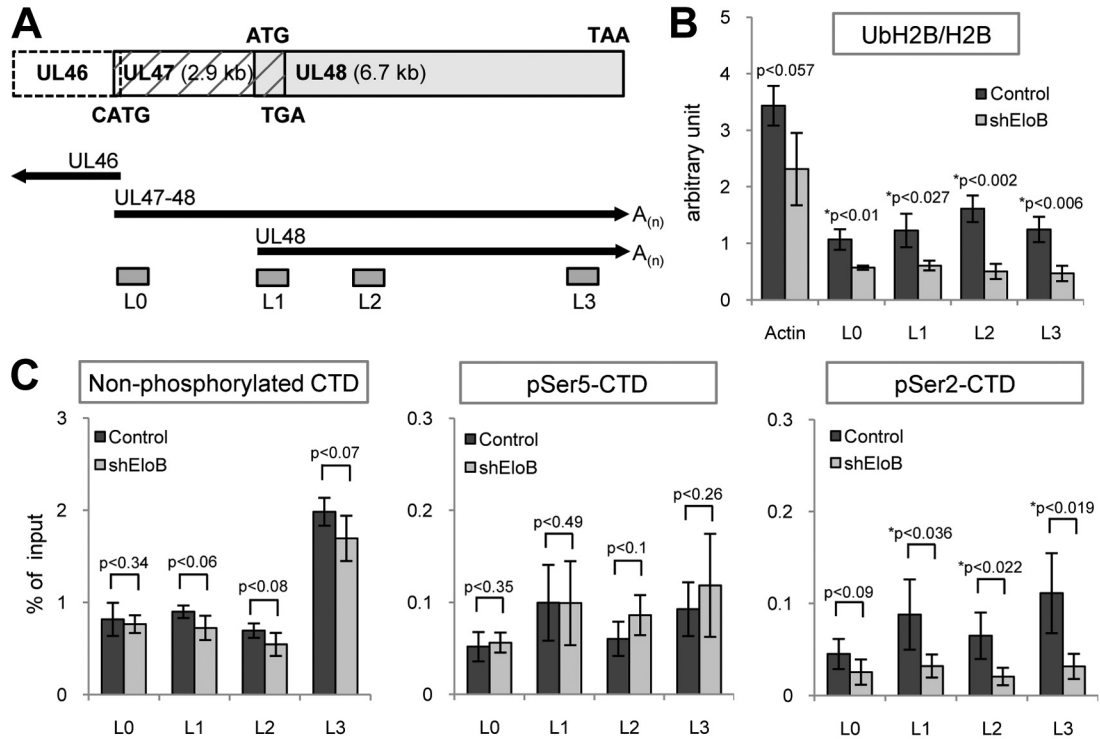 A
ATG
TAA
UL46
UL47 (2.9 kb)
UL48 (6.7 kb)
CATG
TGA
UL46
UL47-48
A(n)
UL48
A(n)
L0
L1
L2
L3
B
UbH2B/H2B
arbitrary unit
5
4
3
2
1
0
Control
shEloB
p<0.057
*p<0.01
*p<0.027
*p<0.002
*p<0.006
Actin
L0
L1
L2
L3
C
Non-phosphorylated CTD
% of input
3
2
1
0
Control
shEloB
p<0.34
p<0.06
p<0.08
p<0.07
L0
L1
L2
L3
pSer5-CTD
0.3
0.2
0.1
0
Control
shEloB
p<0.35
p<0.49
p<0.1
p<0.26
L0
L1
L2
L3
pSer2-CTD
0.3
0.2
0.1
0
Control
shEloB
p<0.09
*p<0.036
*p<0.022
*p<0.019
L0
L1
L2
L3